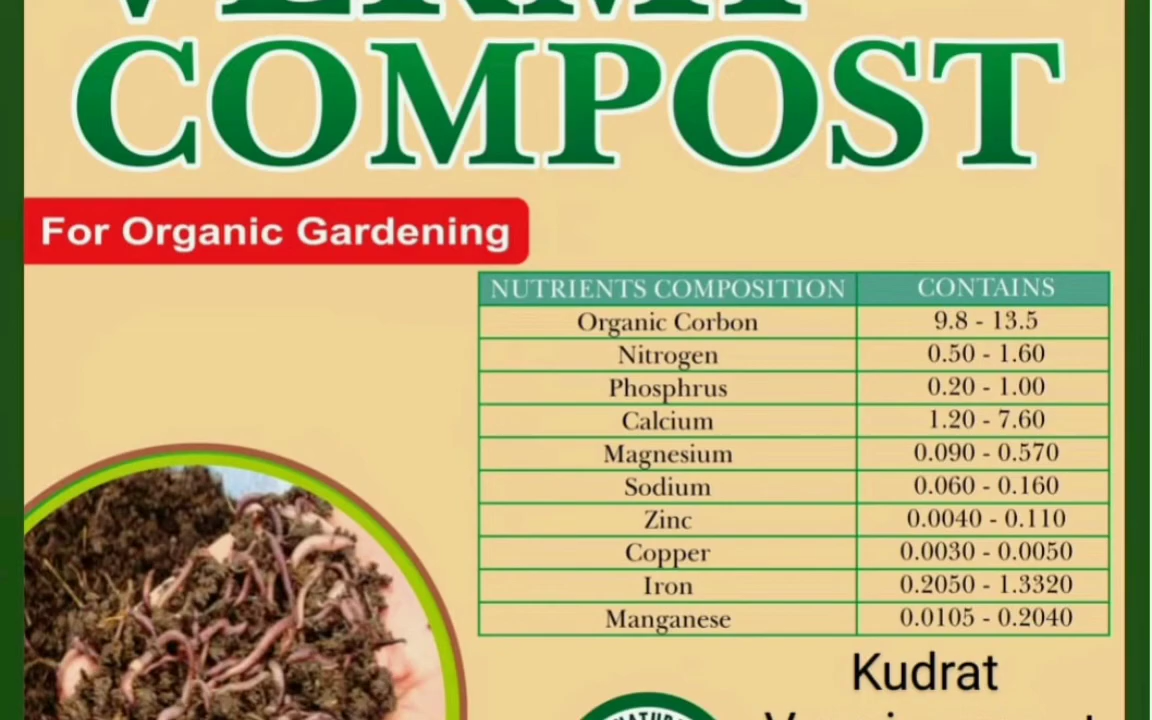 COMPOST
For Organic Gardening
NUTRIENTS COMPOSITION CONTAINS
Organic Corbon 9.8 - 13.5
Nitrogen 0.50 - 1.60
Phosphrus 0.20 - 1.00
Calcium 1.20 - 7.60
Magnesium 0.090 - 0.570
Sodium 0.060 - 0.160
Zinc 0.0040 - 0.110
Copper 0.0030 - 0.0050
Iron 0.2050 - 1.3320
Manganese 0.0105 - 0.2040
Kudrat